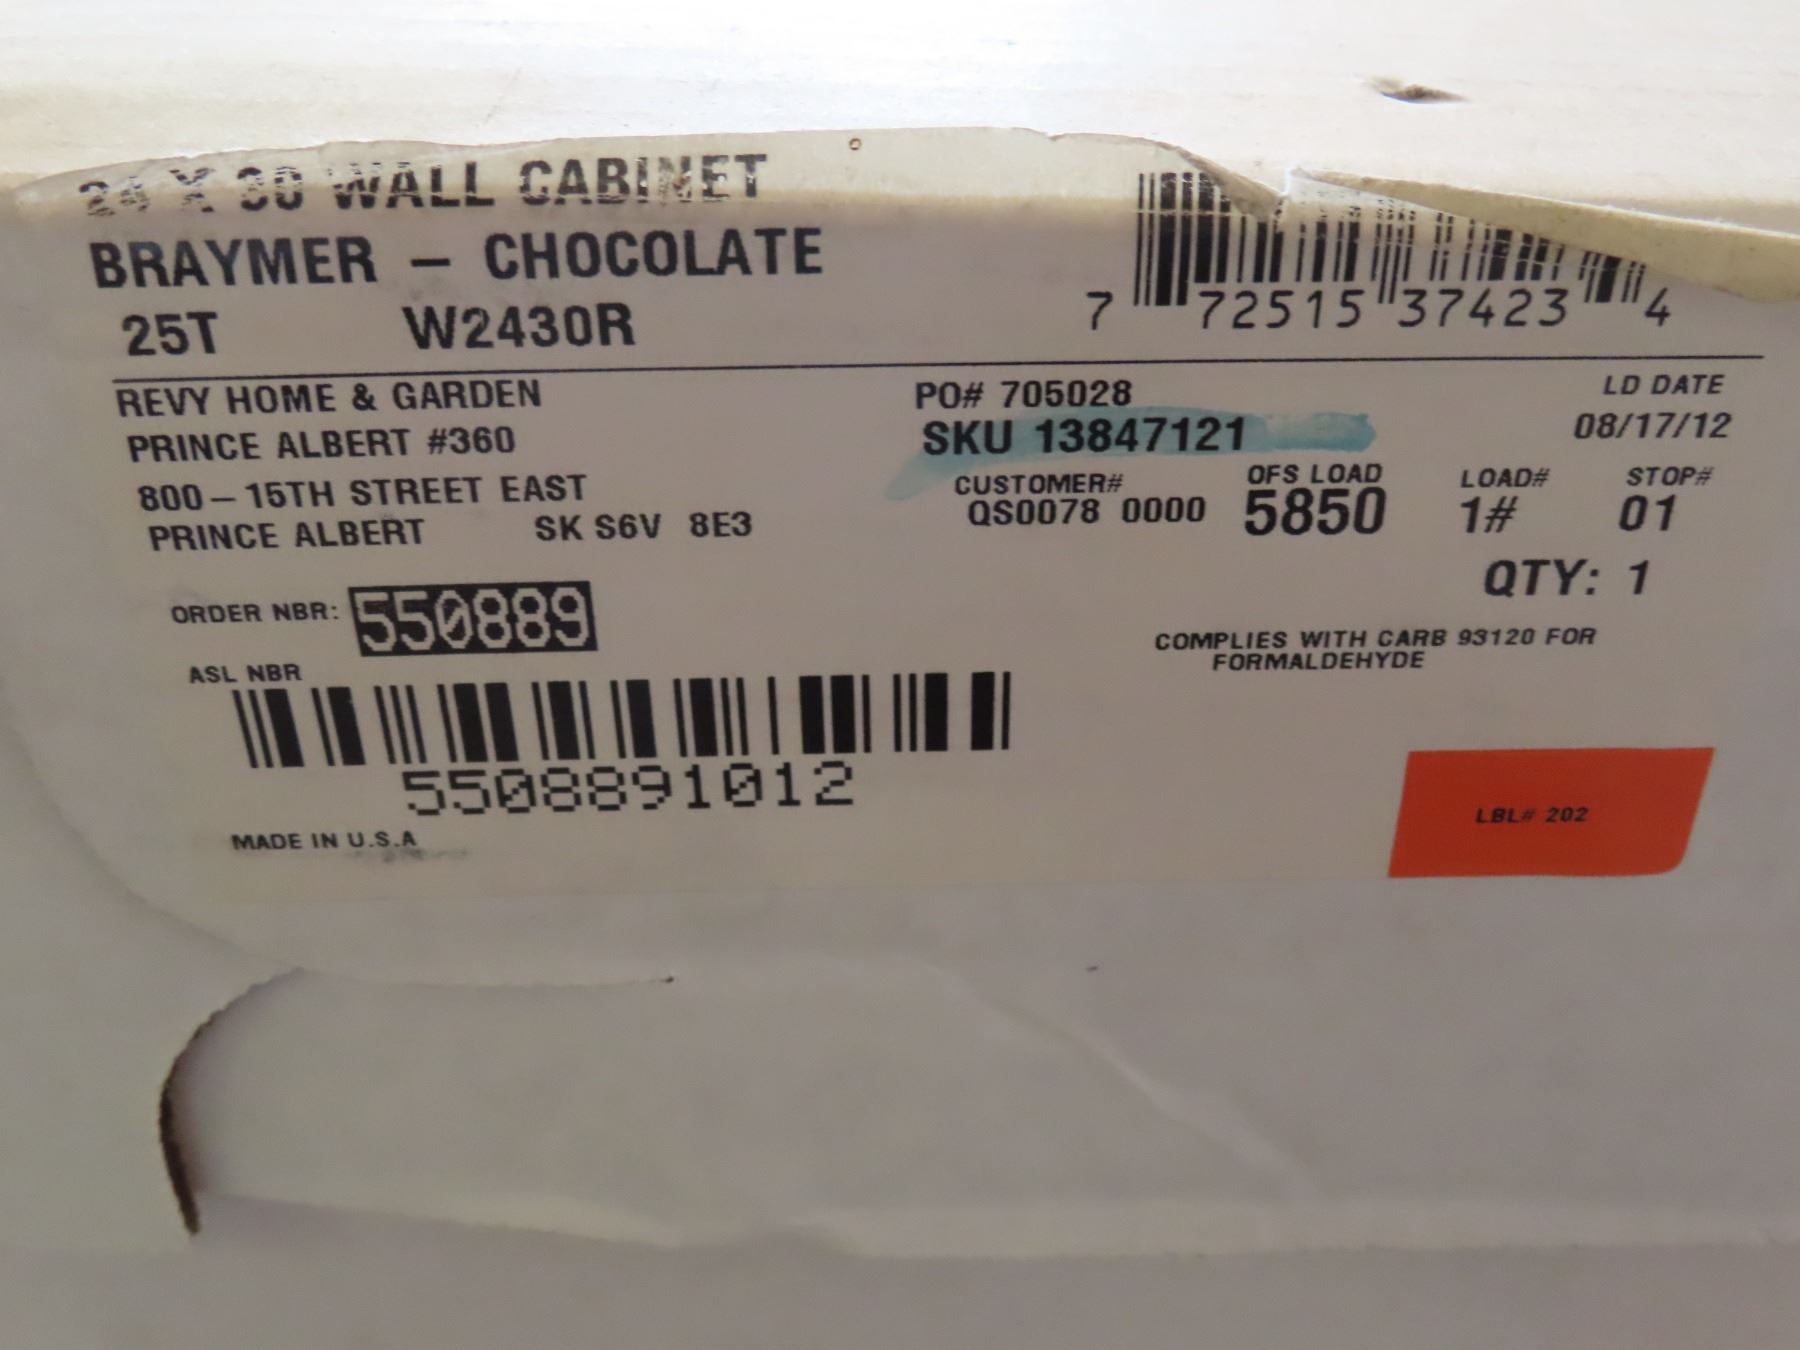 24 X 30 WALL CABINET
BRAYMER – CHOCOLATE
25T W2430R
7 72515 37423 4
REVY HOME & GARDEN
PRINCE ALBERT #360
800 – 15TH STREET EAST
PRINCE ALBERT SK S6V 8E3
PO# 705028
SKU 13847121
LD DATE
08/17/12
CUSTOMER#
QS0078 0000
OFS LOAD
5850
LOAD#
1#
STOP#
01
QTY: 1
ORDER NBR: 550889
COMPLIES WITH CARB 93120 FOR
FORMALDEHYDE
ASL NBR
5508891012
MADE IN U.S.A
LBL# 202